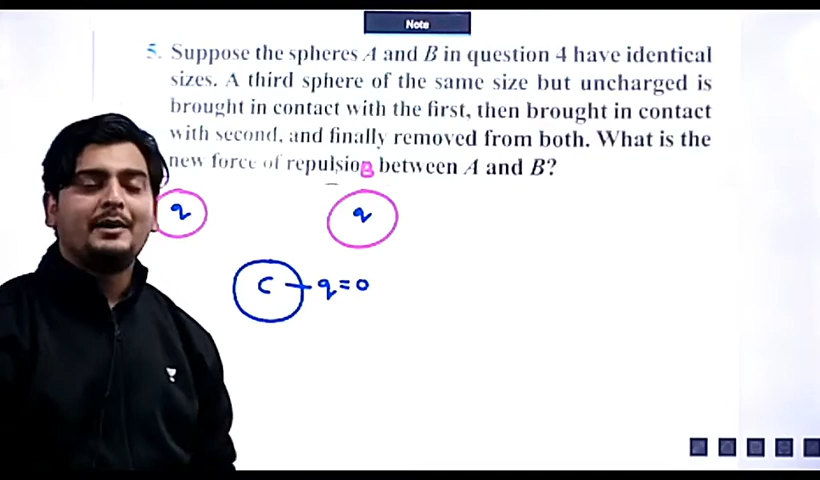 Note
5. Suppose the spheres A and B in question 4 have identical
sizes. A third sphere of the same size but uncharged is
brought in contact with the first, then brought in contact
with second, and finally removed from both. What is the
new force of repulsion between A and B?
q q
C q=0